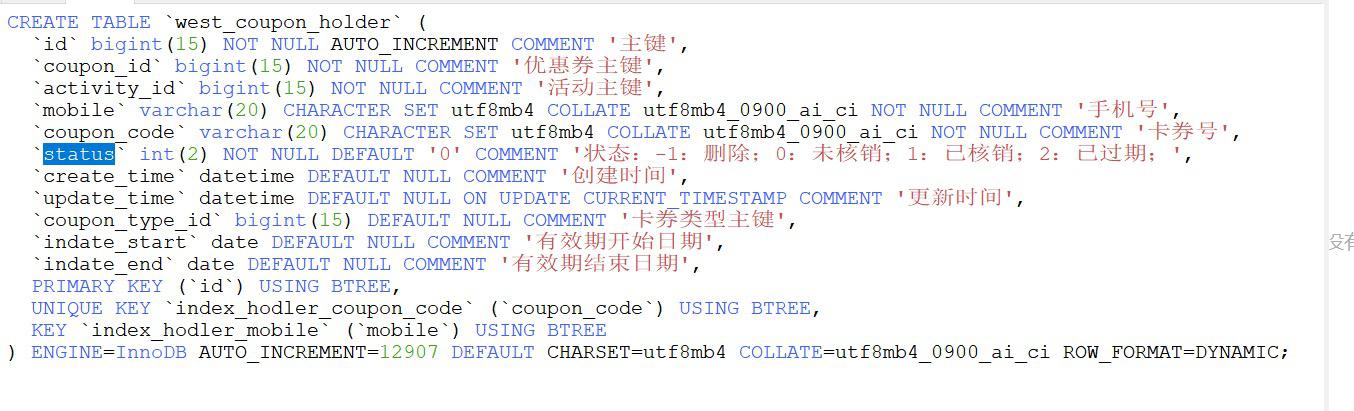 CREATE TABLE `west_coupon_holder` (
`id` bigint(15) NOT NULL AUTO_INCREMENT COMMENT '主键',
`coupon_id` bigint(15) NOT NULL COMMENT '优惠券主键',
`activity_id` bigint(15) NOT NULL COMMENT '活动主键',
`mobile` varchar(20) CHARACTER SET utf8mb4 COLLATE utf8mb4_0900_ai_ci NOT NULL COMMENT '手机号',
`coupon_code` varchar(20) CHARACTER SET utf8mb4 COLLATE utf8mb4_0900_ai_ci NOT NULL COMMENT '卡券号',
`status` int(2) NOT NULL DEFAULT '0' COMMENT '状态：-1：删除；0：未核销；1：已核销；2：已过期；',
`create_time` datetime DEFAULT NULL COMMENT '创建时间',
`update_time` datetime DEFAULT NULL ON UPDATE CURRENT_TIMESTAMP COMMENT '更新时间',
`coupon_type_id` bigint(15) DEFAULT NULL COMMENT '卡券类型主键',
`indate_start` date DEFAULT NULL COMMENT '有效期开始日期',
`indate_end` date DEFAULT NULL COMMENT '有效期结束日期',
PRIMARY KEY (`id`) USING BTREE,
UNIQUE KEY `index_hodler_coupon_code` (`coupon_code`) USING BTREE,
KEY `index_hodler_mobile` (`mobile`) USING BTREE
) ENGINE=InnoDB AUTO_INCREMENT=12907 DEFAULT CHARSET=utf8mb4 COLLATE=utf8mb4_0900_ai_ci ROW_FORMAT=DYNAMIC;